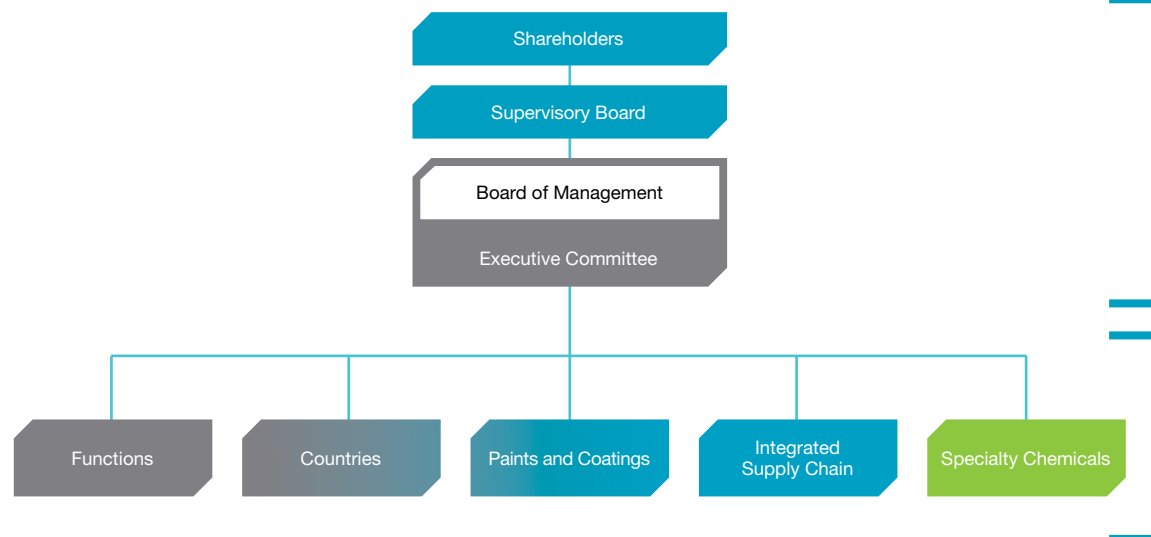 Shareholders
Supervisory Board
Board of Management
Executive Committee
Functions
Countries
Paints and Coatings
Integrated
Supply Chain
Specialty Chemicals